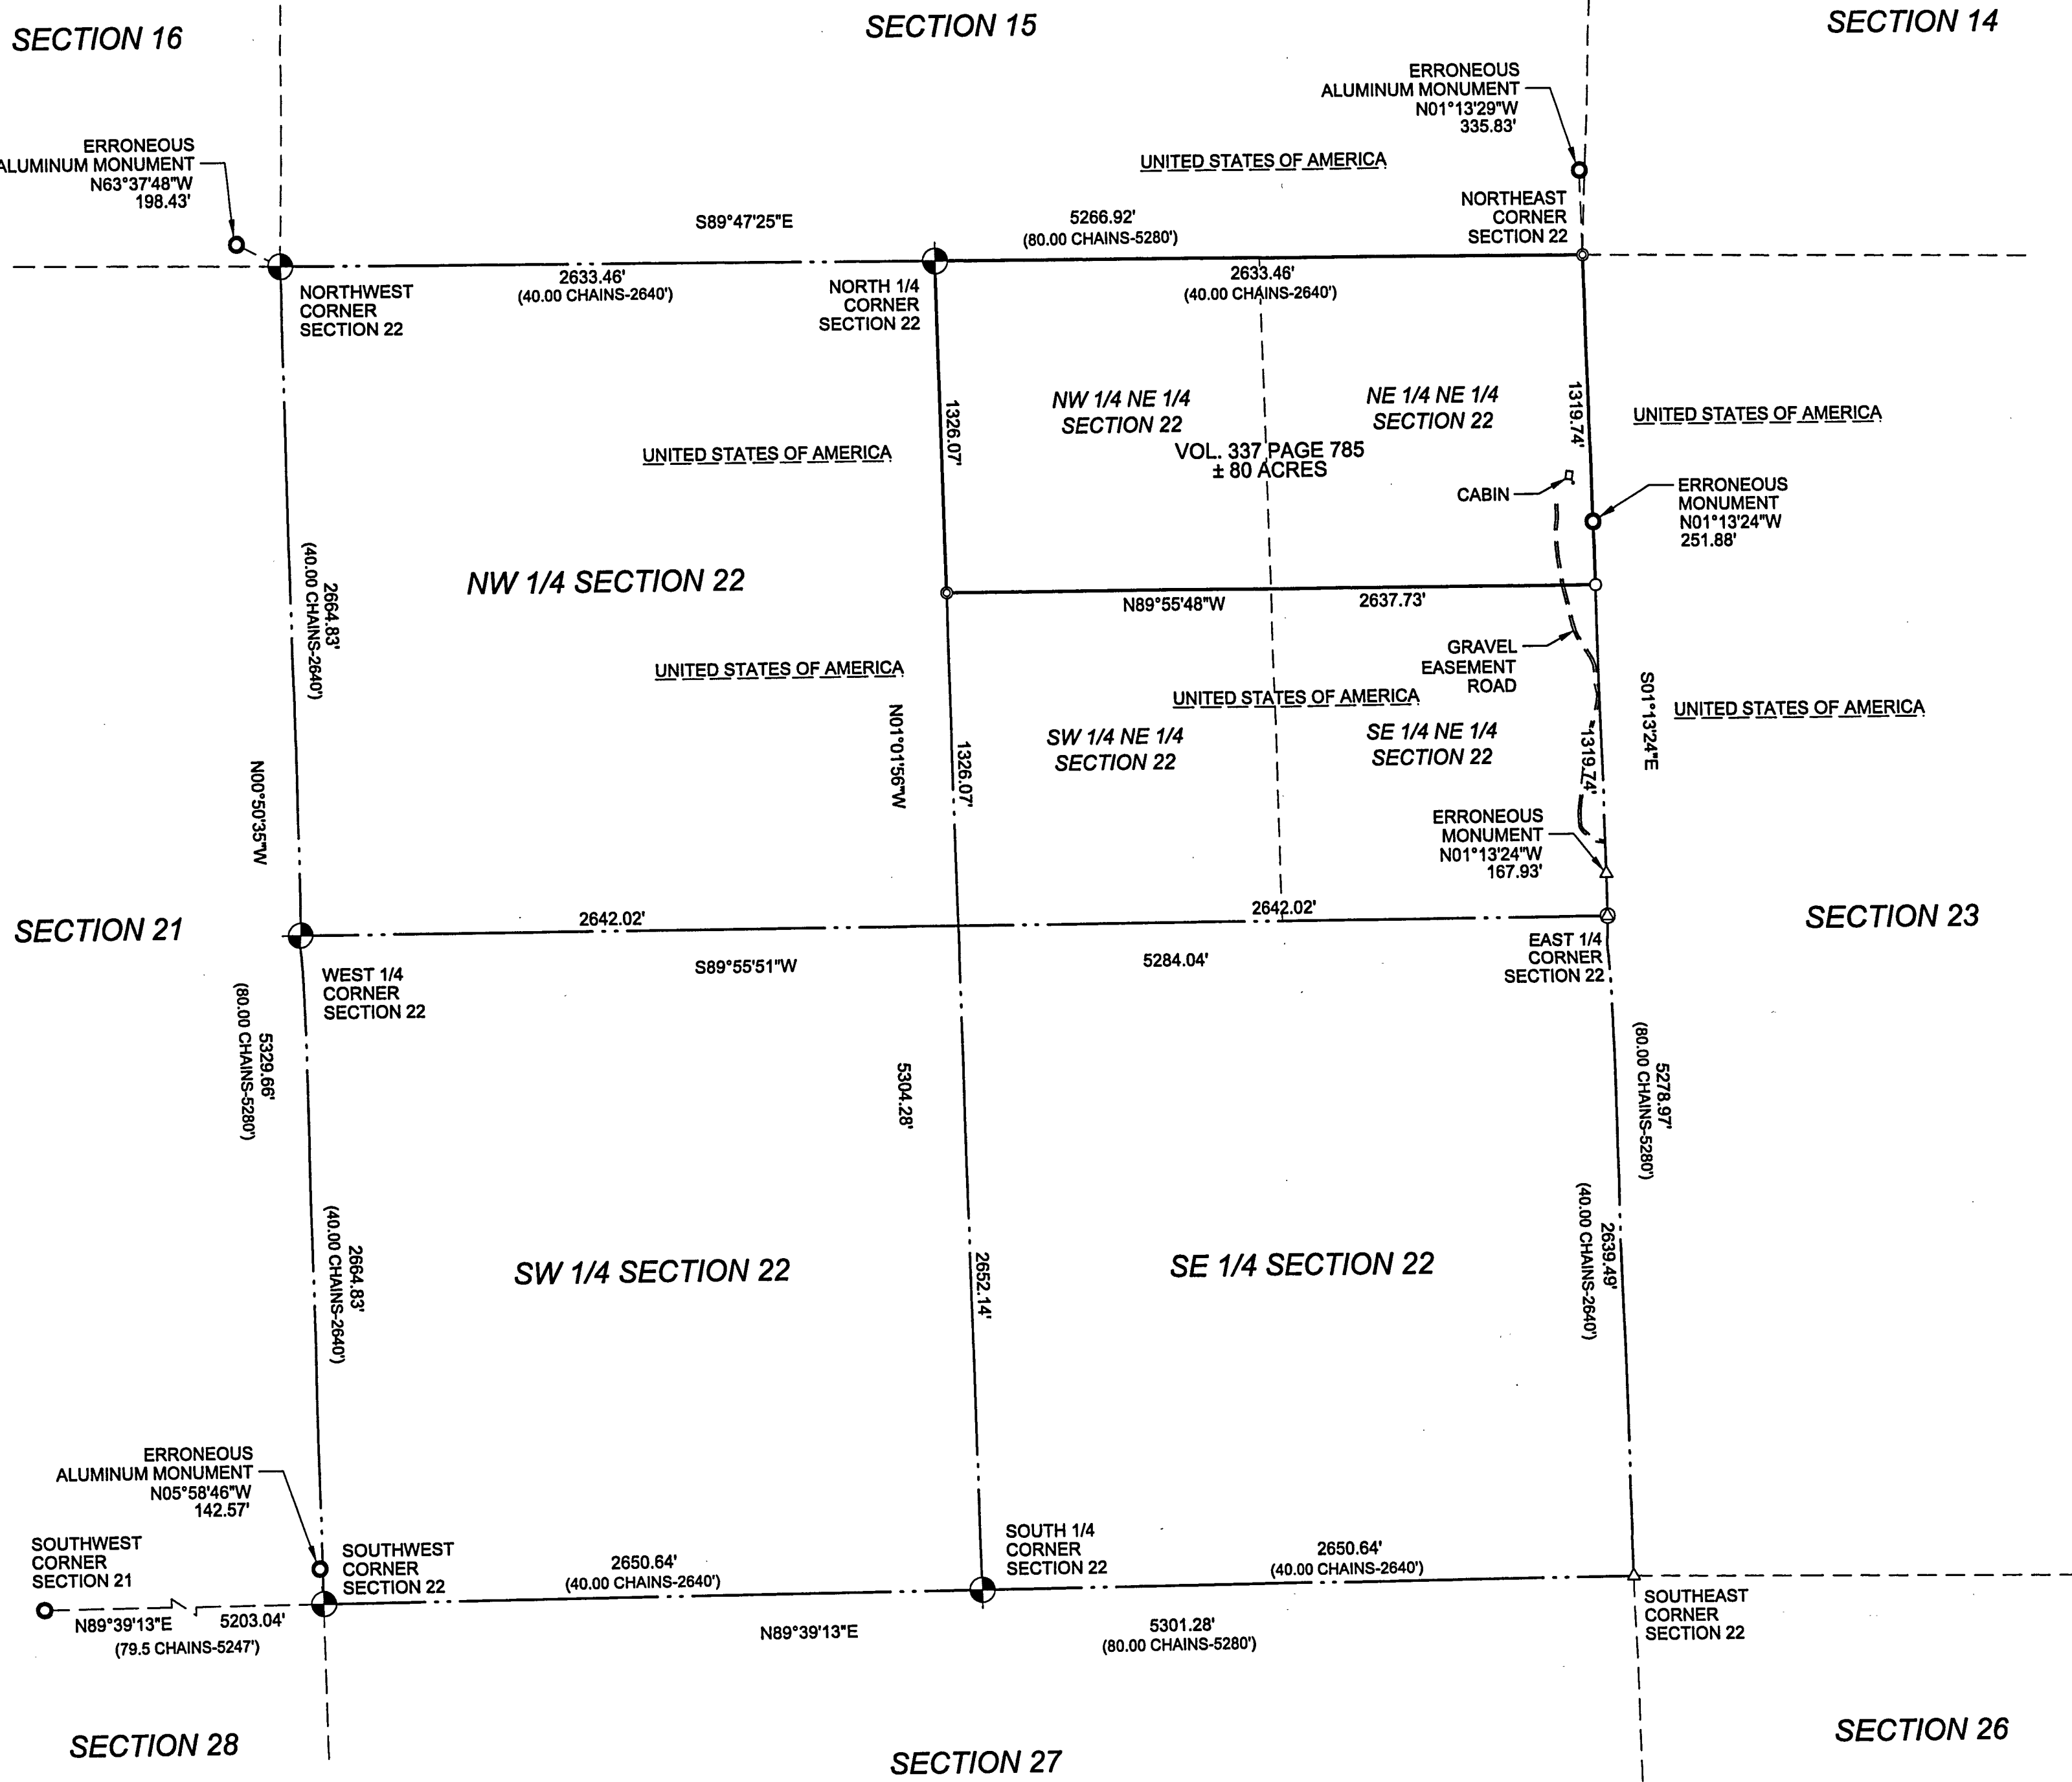 SECTION 16
SECTION 15
SECTION 14
ERRONEOUS
ALUMINUM MONUMENT
N01°13'29"W
335.83'
ERRONEOUS
ALUMINUM MONUMENT
N63°37'48"W
198.43'
UNITED STATES OF AMERICA
NORTHEAST
CORNER
SECTION 22
S89°47'25"E
5266.92'
(80.00 CHAINS-5280')
2633.46'
(40.00 CHAINS-2640')
2633.46'
(40.00 CHAINS-2640')
NORTHWEST
CORNER
SECTION 22
NORTH 1/4
CORNER
SECTION 22
1326.07'
NW 1/4 NE 1/4
SECTION 22
NE 1/4 NE 1/4
SECTION 22
1319.74'
UNITED STATES OF AMERICA
UNITED STATES OF AMERICA
VOL. 337 PAGE 785
± 80 ACRES
CABIN
ERRONEOUS
MONUMENT
N01°13'24"W
251.88'
2664.83'
(40.00 CHAINS-2640')
NW 1/4 SECTION 22
N89°55'48"W
2637.73'
GRAVEL
EASEMENT
ROAD
UNITED STATES OF AMERICA
UNITED STATES OF AMERICA
S01°13'24"E
UNITED STATES OF AMERICA
N00°50'35"W
N01°01'56"W
1326.07'
SW 1/4 NE 1/4
SECTION 22
SE 1/4 NE 1/4
SECTION 22
1319.74'
ERRONEOUS
MONUMENT
N01°13'24"W
167.93'
SECTION 21
2642.02'
2642.02'
SECTION 23
S89°55'51"W
5284.04'
EAST 1/4
CORNER
SECTION 22
WEST 1/4
CORNER
SECTION 22
5329.66'
(80.00 CHAINS-5280')
5304.28'
5278.97'
(80.00 CHAINS-5280')
2664.83'
(40.00 CHAINS-2640')
SW 1/4 SECTION 22
2652.14'
SE 1/4 SECTION 22
2639.49'
(40.00 CHAINS-2640')
ERRONEOUS
ALUMINUM MONUMENT
N05°58'46"W
142.57'
SOUTHWEST
CORNER
SECTION 21
SOUTHWEST
CORNER
SECTION 22
2650.64'
(40.00 CHAINS-2640')
SOUTH 1/4
CORNER
SECTION 22
2650.64'
(40.00 CHAINS-2640')
N89°39'13"E
5203.04'
(79.5 CHAINS-5247')
N89°39'13"E
5301.28'
(80.00 CHAINS-5280')
SOUTHEAST
CORNER
SECTION 22
SECTION 28
SECTION 27
SECTION 26